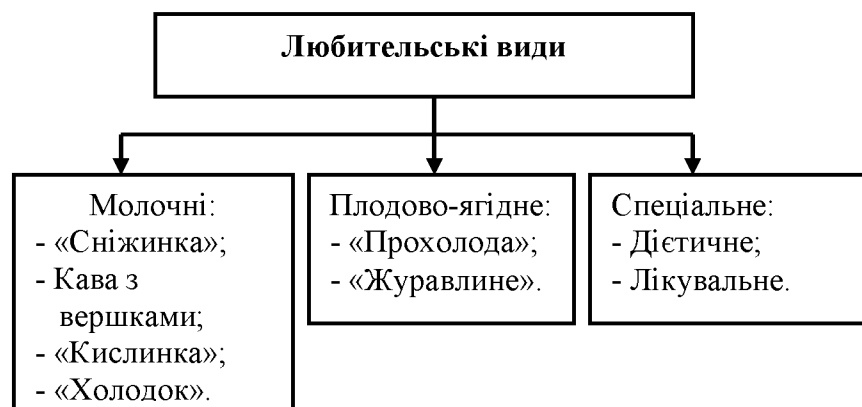 Любительські види
Молочні:
- «Сніжинка»;
- Кава з
вершками;
- «Кислинка»;
- «Холодок».
Плодово-ягідне:
- «Прохолода»;
- «Журавлине».
Спеціальне:
- Дієтичне;
- Лікувальне.